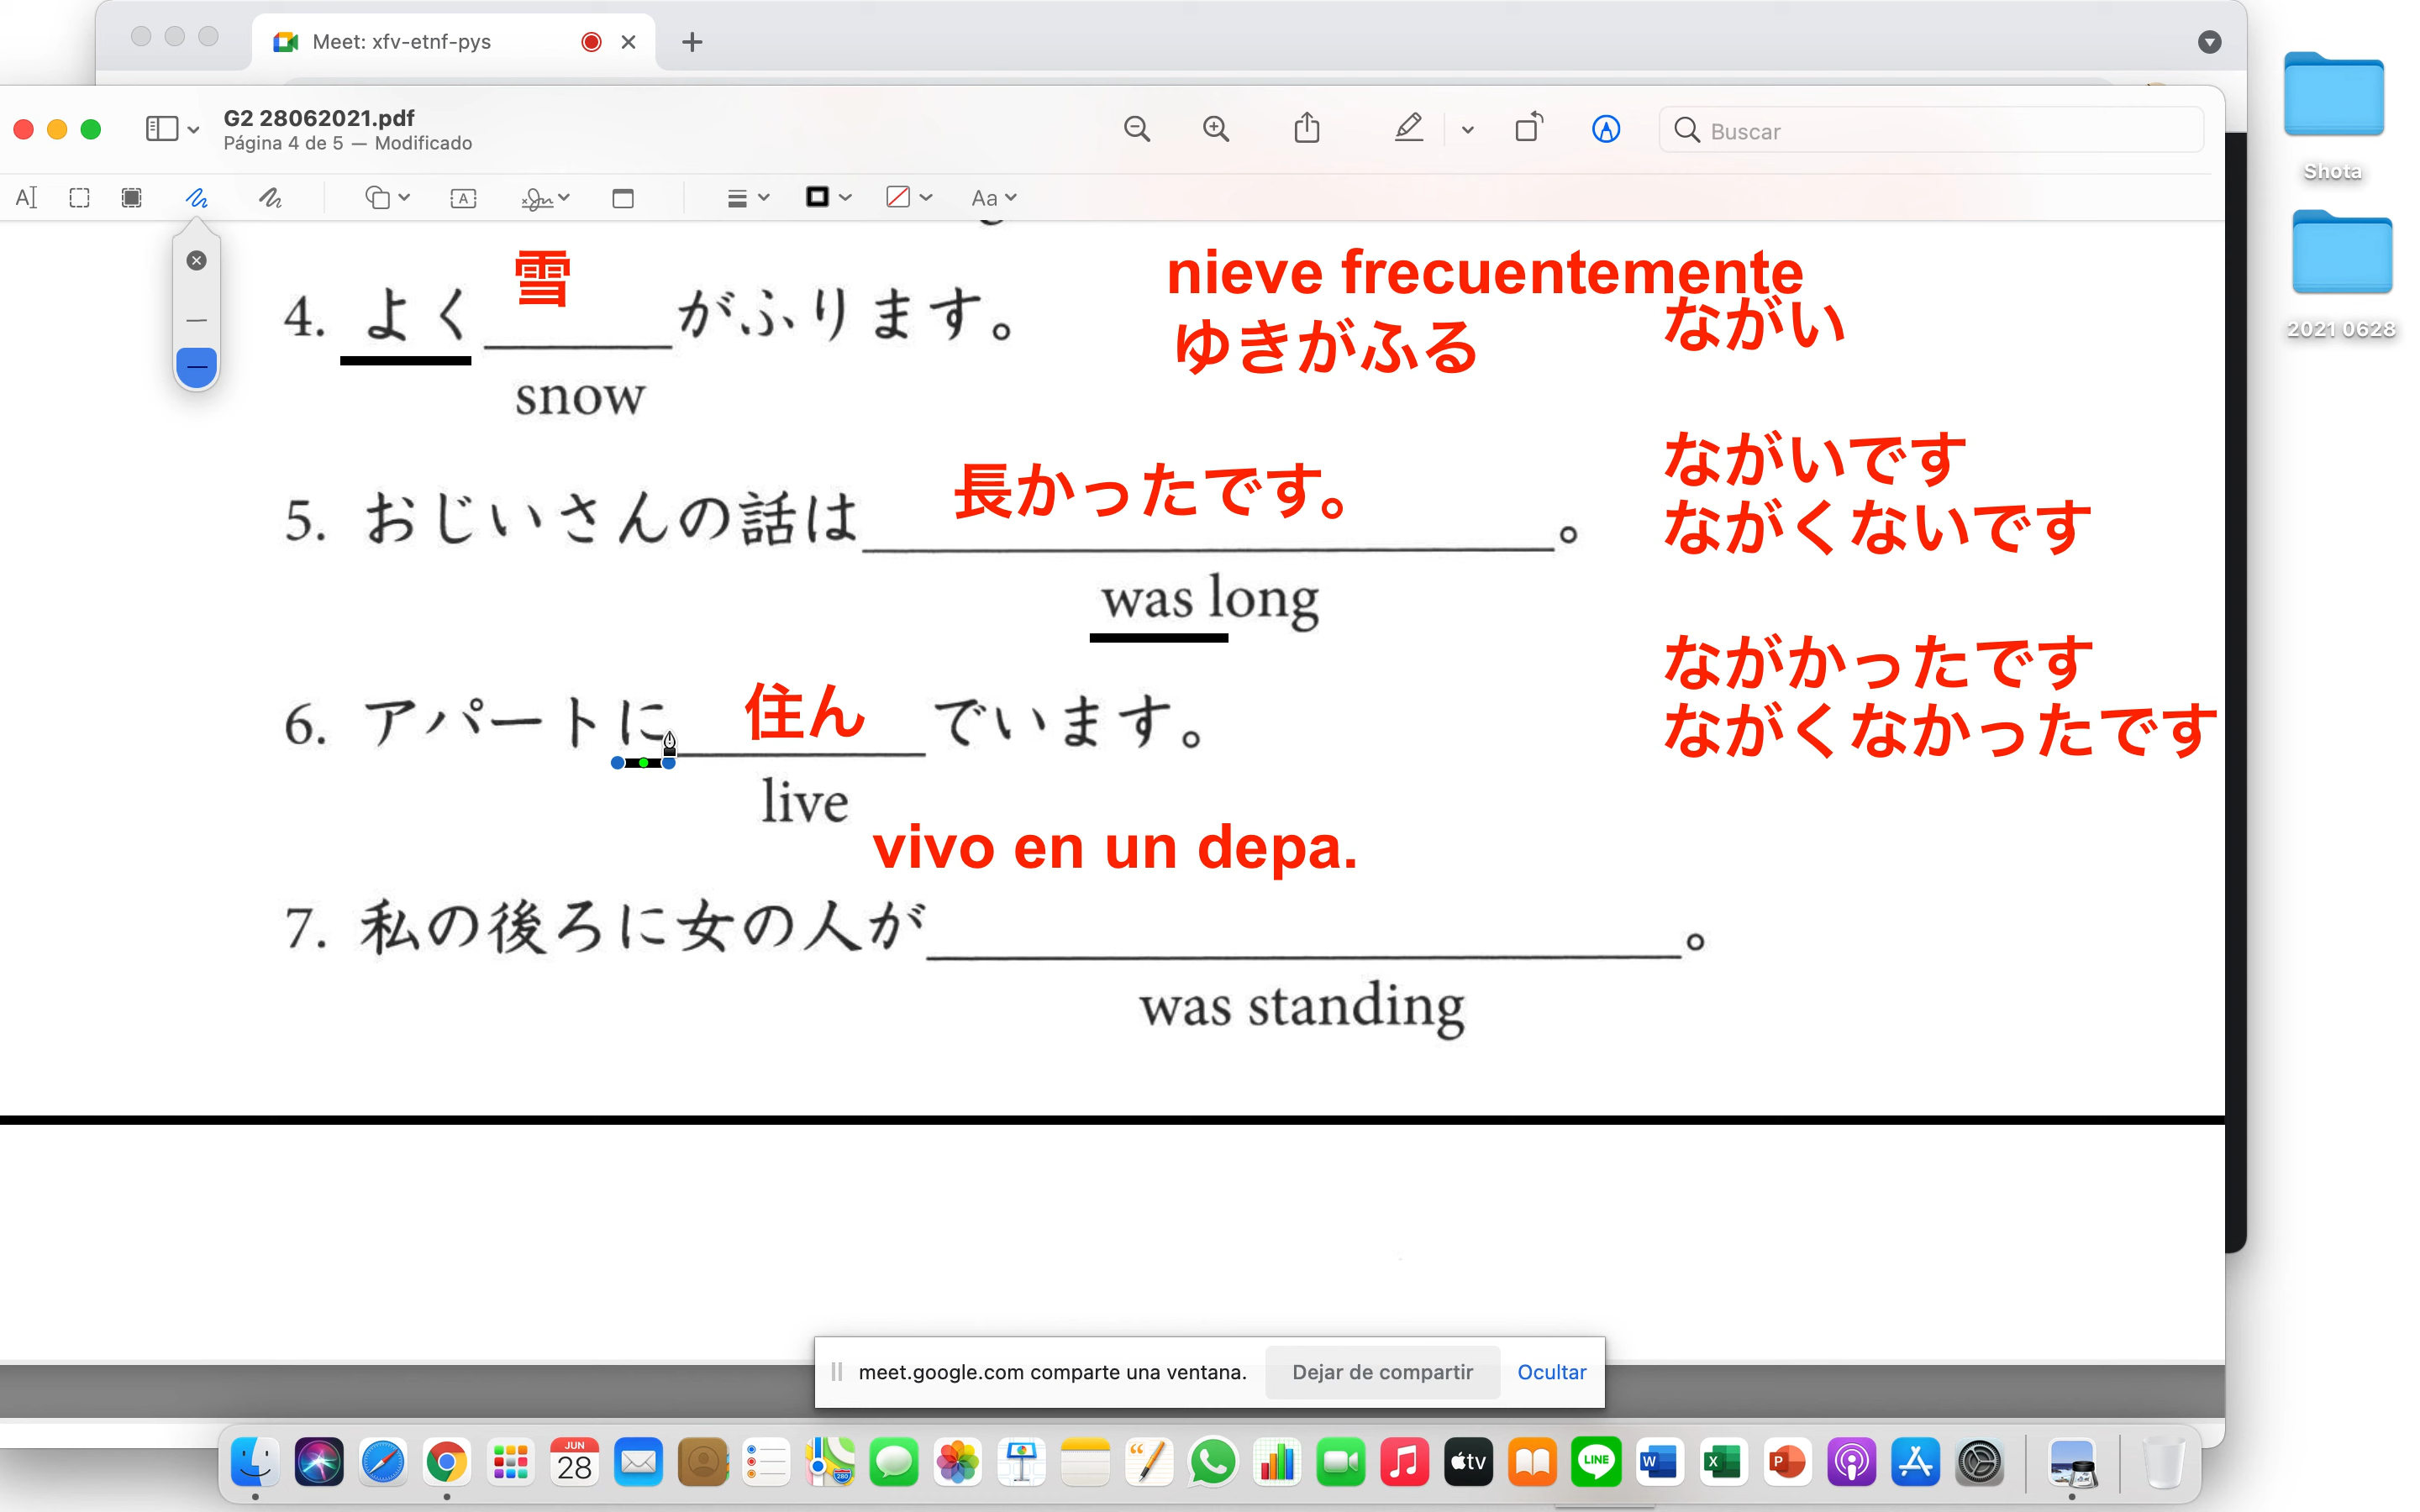 Meet: xfv-etnf-pys
G2 28062021.pdf
Página 4 de 5 — Modificado
Buscar
Shota
2021 0628
雪
nieve frecuentemente
4. よく がふります。
ゆきがふる
ながい
snow
ながいです
長かったです。
5. おじいさんの話は 。
ながくないです
was long
ながかったです
住ん
6. アパートに でいます。
ながくなかったです
live
vivo en un depa.
7. 私の後ろに女の人が 。
was standing
meet.google.com comparte una ventana.
Dejar de compartir
Ocultar
JUN
28
280
tv
LINE
W
X
P